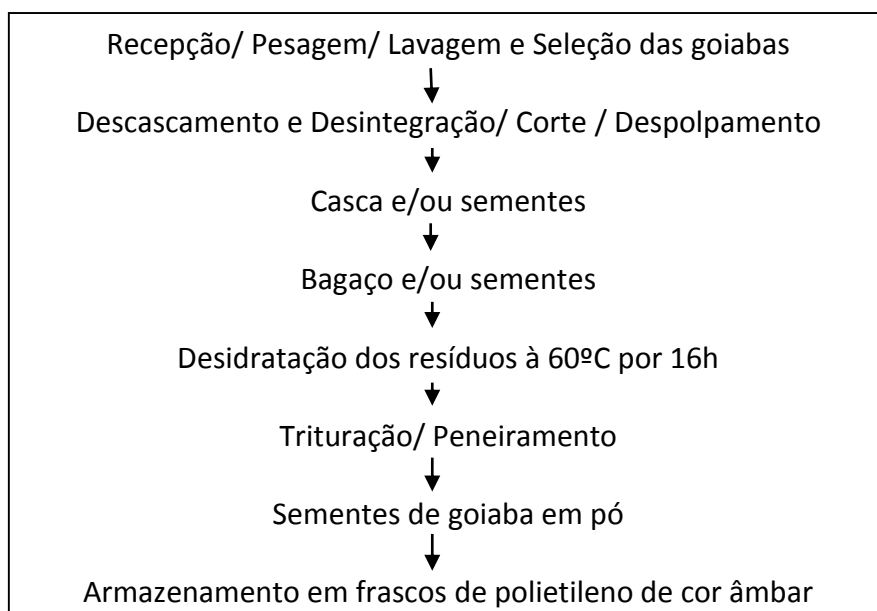 Recepção/ Pesagem/ Lavagem e Seleção das goiabas
Descascamento e Desintegração/ Corte / Despolpamento
Casca e/ou sementes
Bagaço e/ou sementes
Desidratação dos resíduos à 60ºC por 16h
Trituração/ Peneiramento
Sementes de goiaba em pó
Armazenamento em frascos de polietileno de cor âmbar